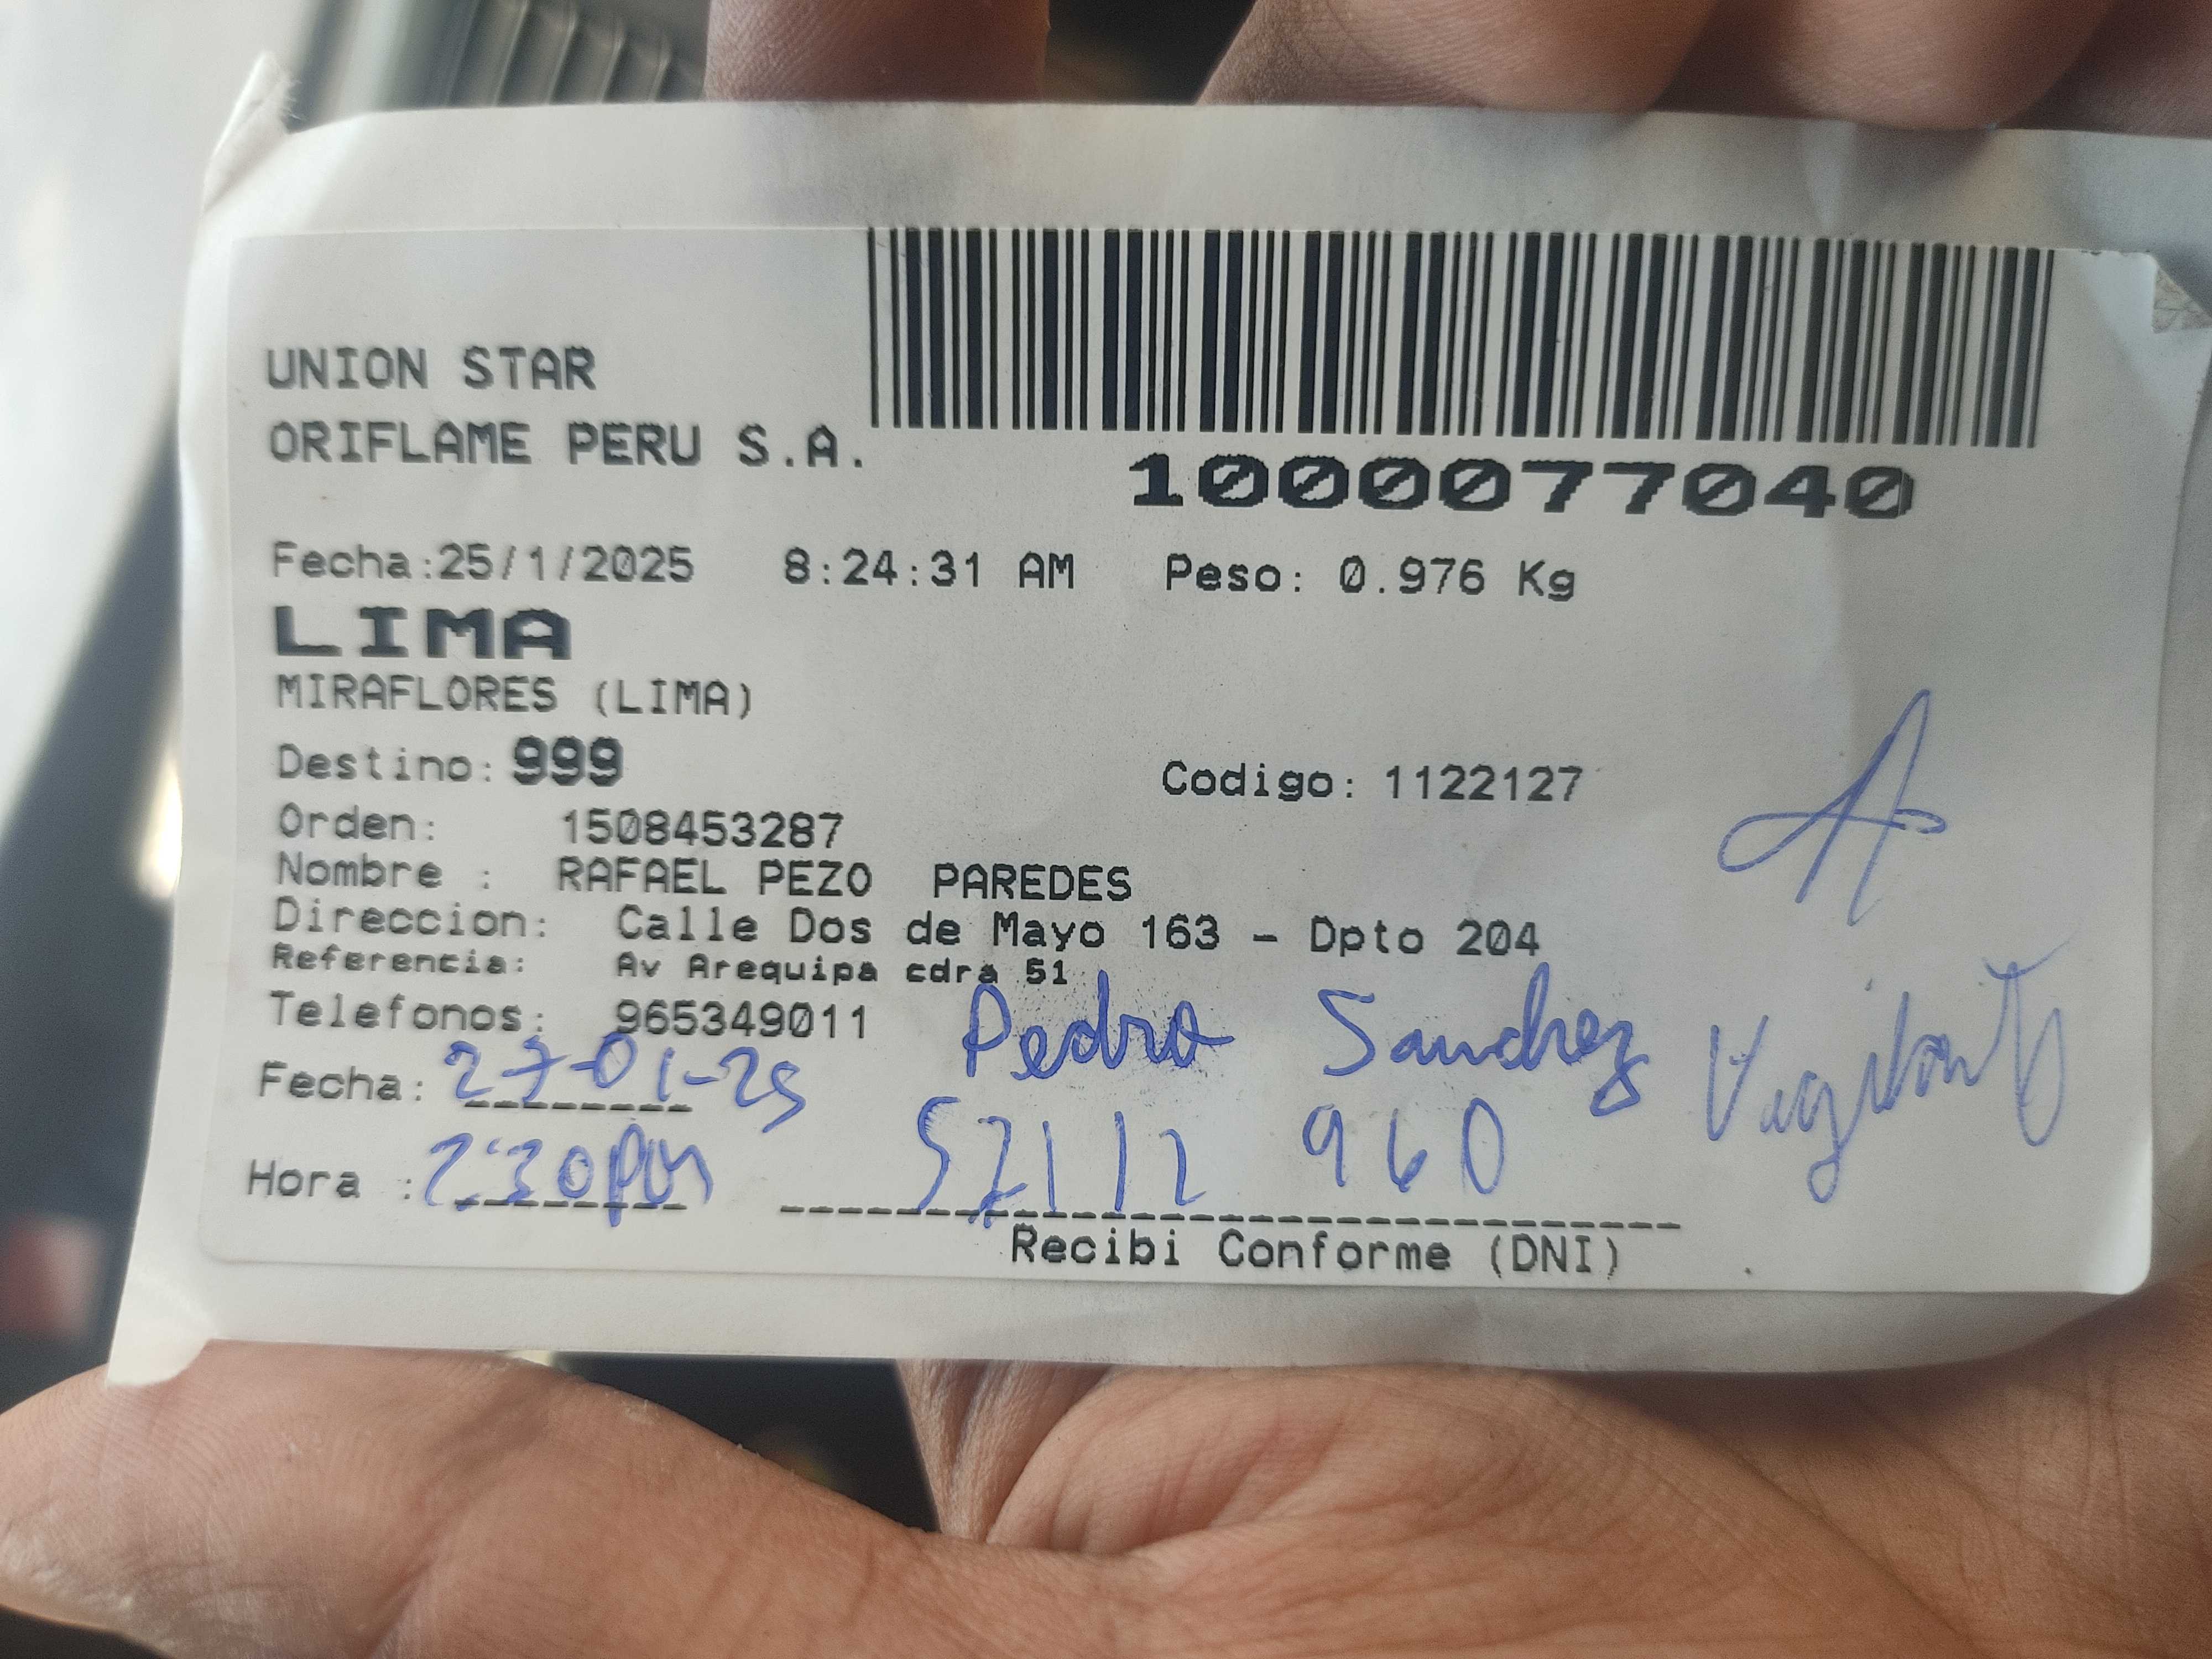 UNION STAR
ORIFLAME PERU S.A.
1000077040
Fecha:25/1/2025 8:24:31 AM Peso: 0.976 Kg
LIMA
MIRAFLORES (LIMA)
Destino: 999 Codigo: 1122127
Orden: 1508453287
Nombre : RAFAEL PEZO PAREDES
Direccion: Calle Dos de Mayo 163 - Dpto 204
Referencia: Av Arequipa cdra 51
Telefonos: 965349011
Pedro Sanchez
Fecha: 27-01-25
Hora : 2:30pm
Recibi Conforme (DNI)